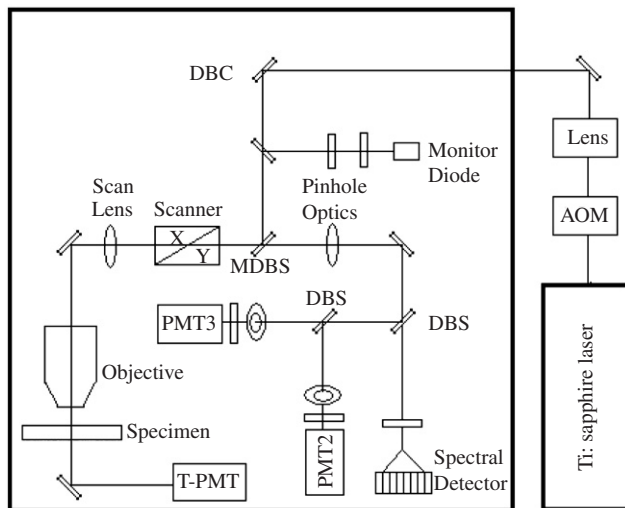 DBC
Lens
Monitor
Diode
Scan
Lens
Scanner
Pinhole
Optics
AOM
X
Y
MDBS
DBS
PMT3
DBS
Objective
Ti: sapphire laser
Specimen
PMT2
Spectral
Detector
T-PMT